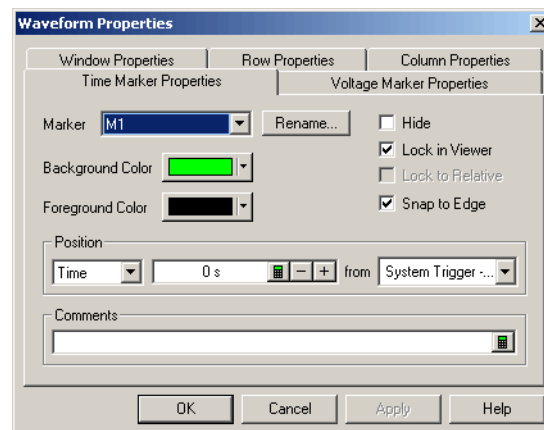 Waveform Properties
Window Properties Row Properties Column Properties
Time Marker Properties Voltage Marker Properties
Marker M1 Rename... Hide
Lock in Viewer
Background Color
Lock to Relative
Foreground Color Snap to Edge
Position
Time 0 s - + from System Trigger -...
Comments
OK Cancel Apply Help